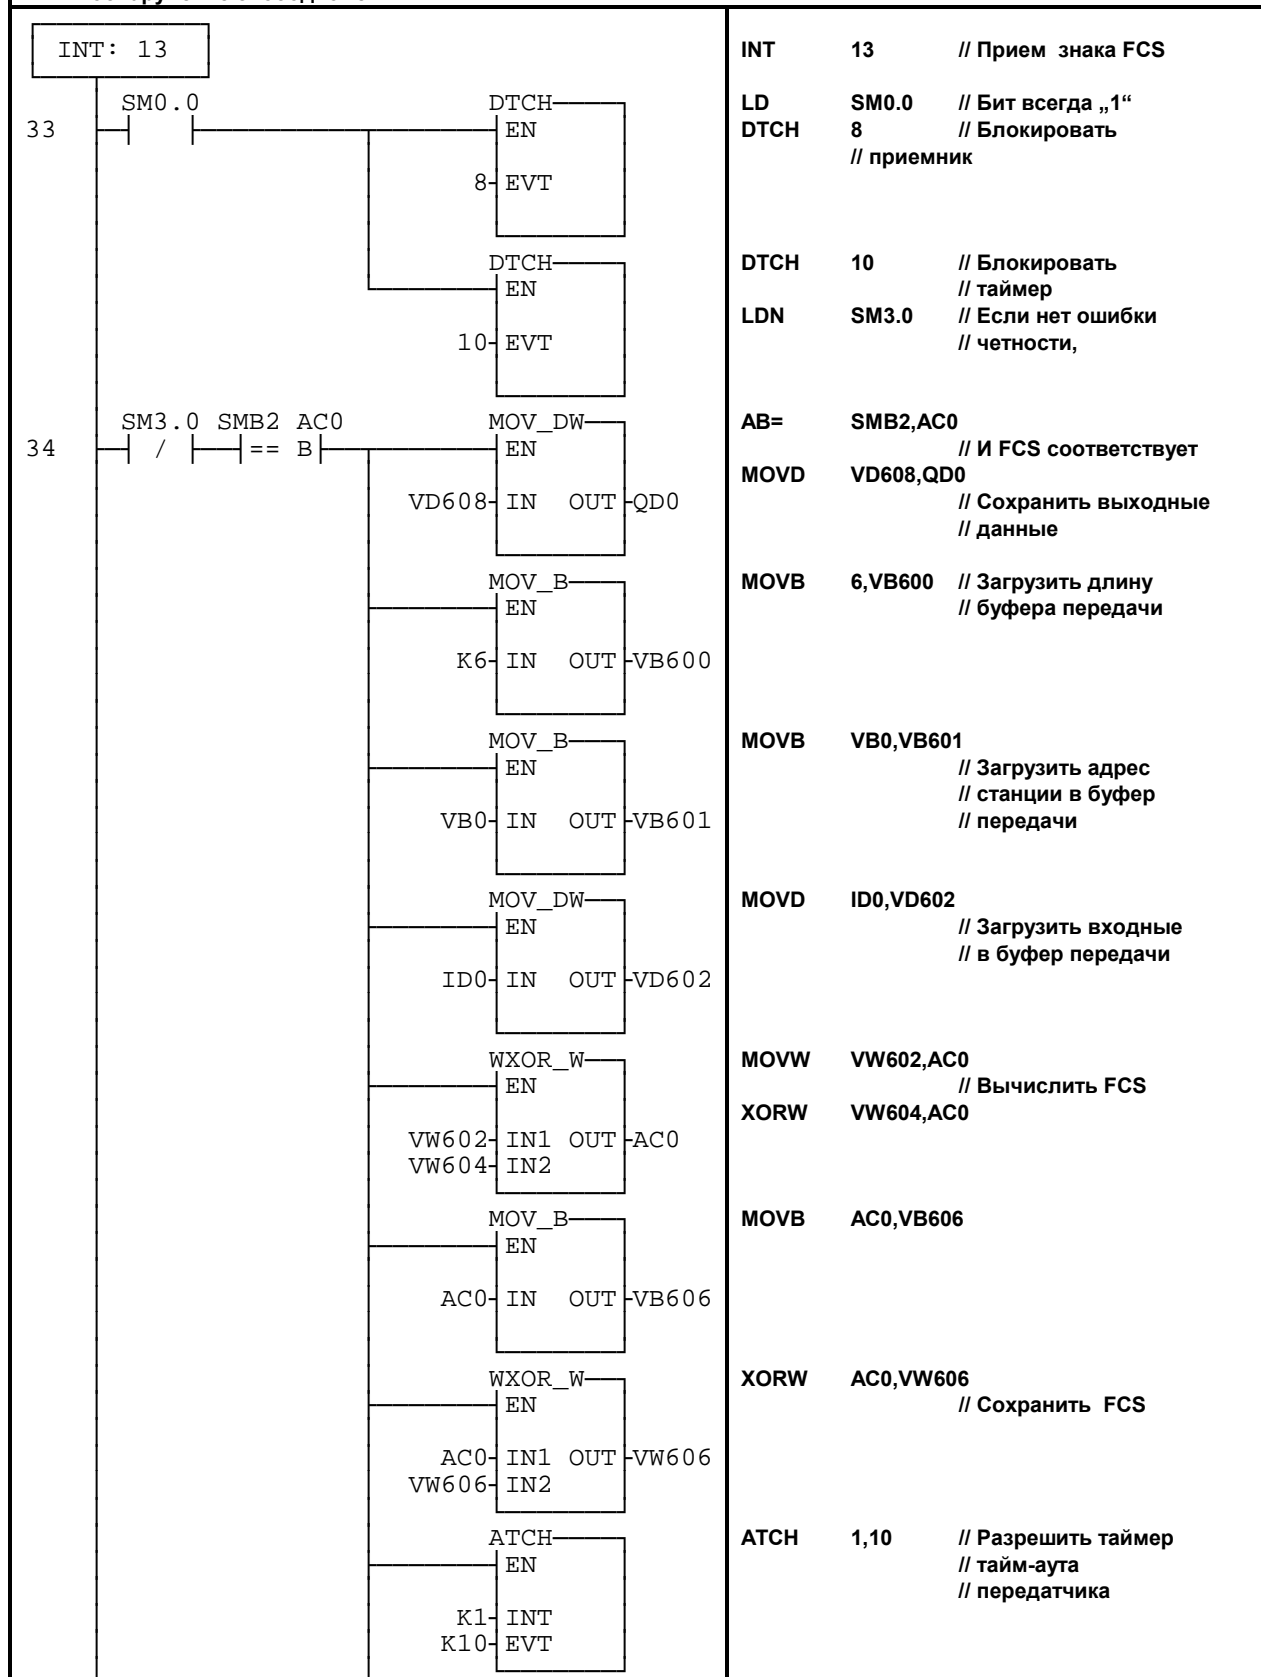 INT: 13
INT 13 // Прием знака FCS
SM0.0 DTCH
33 EN
8 EVT
LD SM0.0 // Бит всегда „1“
DTCH 8 // Блокировать
// приемник
DTCH
EN
10 EVT
DTCH 10 // Блокировать
// таймер
LDN SM3.0 // Если нет ошибки
// четности,
SM3.0 SMB2 AC0 MOV_DW
34 / == B EN
VD608 IN OUT QD0
AB= SMB2,AC0
// И FCS соответствует
MOVD VD608,QD0
// Сохранить выходные
// данные
MOV_B
EN
K6 IN OUT VB600
MOVB 6,VB600 // Загрузить длину
// буфера передачи
MOV_B
EN
VB0 IN OUT VB601
MOVB VB0,VB601
// Загрузить адрес
// станции в буфер
// передачи
MOV_DW
EN
ID0 IN OUT VD602
MOVD ID0,VD602
// Загрузить входные
// в буфер передачи
WXOR_W
EN
VW602 IN1 OUT AC0
VW604 IN2
MOVW VW602,AC0
// Вычислить FCS
XORW VW604,AC0
MOV_B
EN
AC0 IN OUT VB606
MOVB AC0,VB606
WXOR_W
EN
AC0 IN1 OUT VW606
VW606 IN2
XORW AC0,VW606
// Сохранить FCS
ATCH
EN
K1 INT
K10 EVT
ATCH 1,10 // Разрешить таймер
// тайм-аута
// передатчика